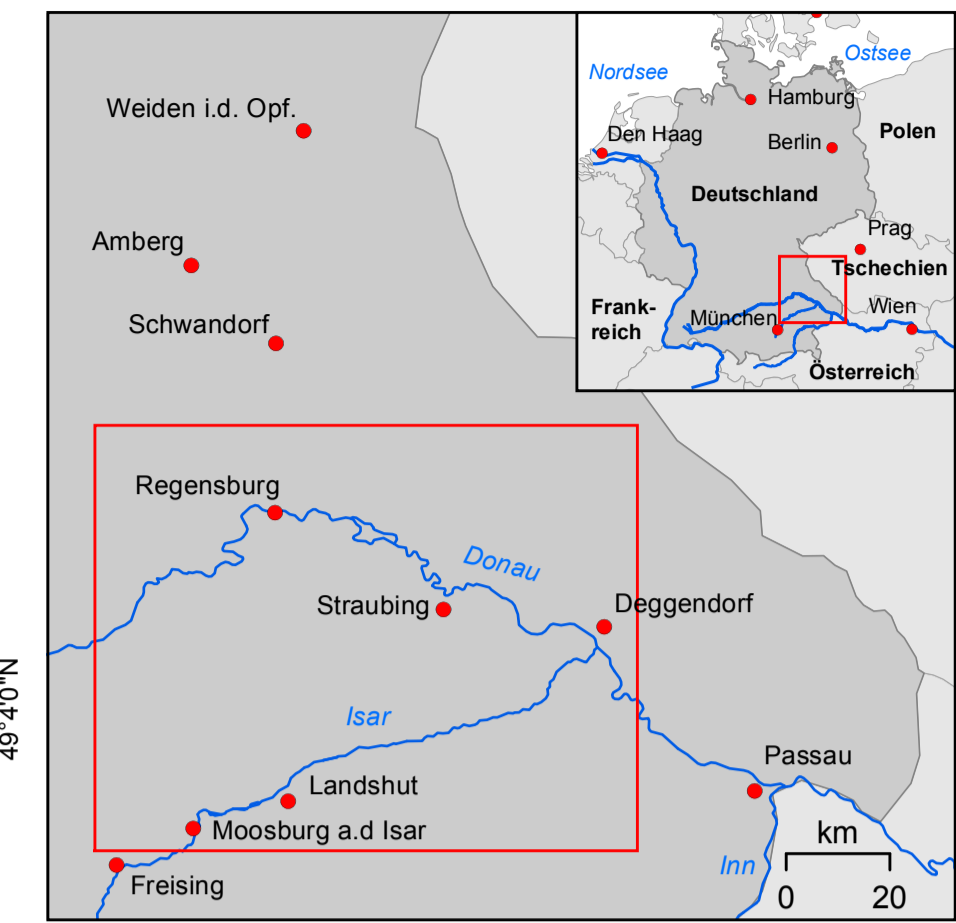 Nordsee
Ostsee
Hamburg
Den Haag
Berlin
Polen
Deutschland
Prag
Tschechien
Frank-
reich
München
Wien
Österreich
Weiden i.d. Opf.
Amberg
Schwandorf
Regensburg
Donau
Straubing
Deggendorf
49°4'0"N
Isar
Passau
Landshut
Moosburg a.d Isar
km
Inn
Freising
0 20